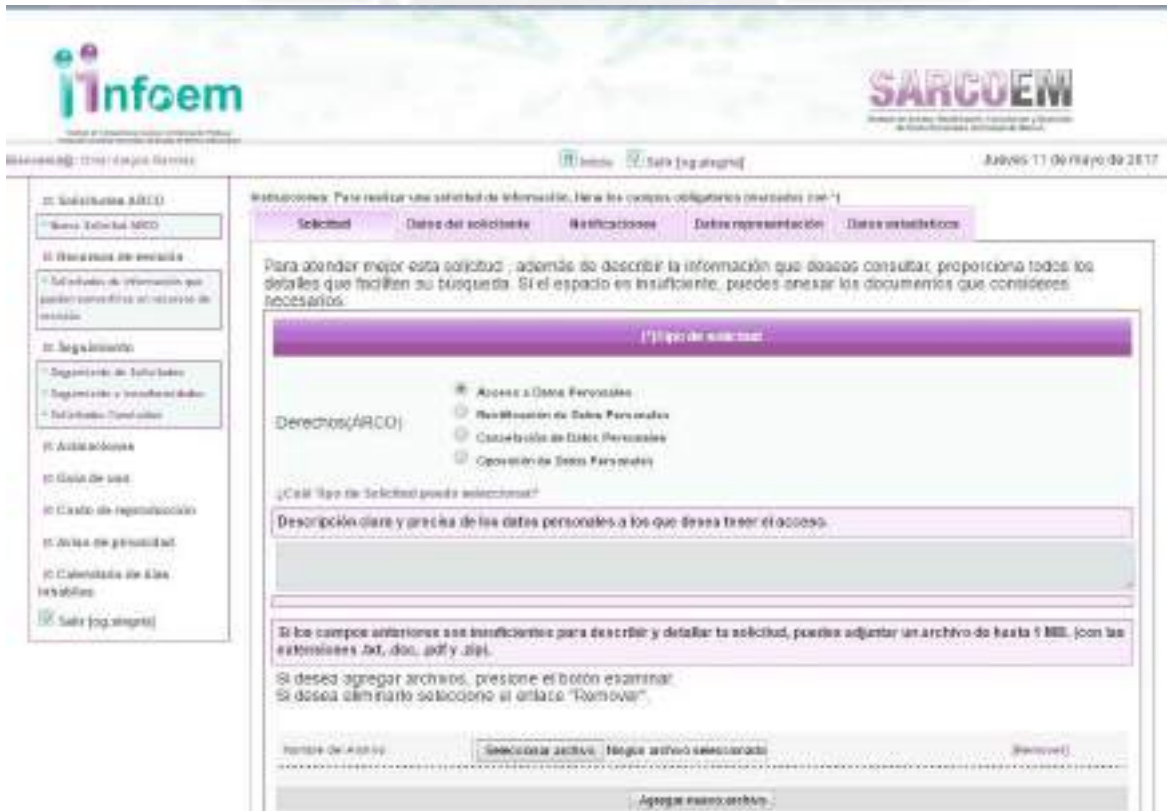 infoem
SARCOEM
Inicio Salir [og.alegria]
Jueves 11 de mayo de 2017
Solicitudes ARCO
Nueva Solicitud ARCO
Recursos de revisión
Solicitudes de información que pueden convertirse en recursos de revisión
Seguimiento
Seguimiento de Solicitudes
Seguimiento a Inconformidades
Solicitudes Concluidas
Aclaraciones
Guía de uso
Costo de reproducción
Aviso de privacidad
Calendario de días
inhábiles
Salir [og.alegria]
Instrucciones: Para realizar una solicitud de información, llena los campos obligatorios (marcados con *)
Solicitud Datos del solicitante Notificaciones Datos representación Datos estadísticos
Para atender mejor esta solicitud , además de describir la información que deseas consultar, proporciona todos los
detalles que faciliten su búsqueda. Si el espacio es insuficiente, puedes anexar los documentos que consideres
necesarios.
(*)Tipo de solicitud
Derechos(ARCO)
Acceso a Datos Personales
Rectificación de Datos Personales
Cancelación de Datos Personales
Oposición de Datos Personales
¿Cuál Tipo de Solicitud puedo seleccionar?
Descripción clara y precisa de los datos personales a los que desea tener el acceso.
Si los campos anteriores son insuficientes para describir y detallar tu solicitud, puedes adjuntar un archivo de hasta 1 MB. (con las
extensiones .txt, .doc, .pdf y .zip).
Si desea agregar archivos, presione el botón examinar.
Si desea eliminarlo seleccione el enlace "Remover".
Nombre del Archivo Seleccionar archivo Ningún archivo seleccionado [Remover]
Agregar nuevo archivo